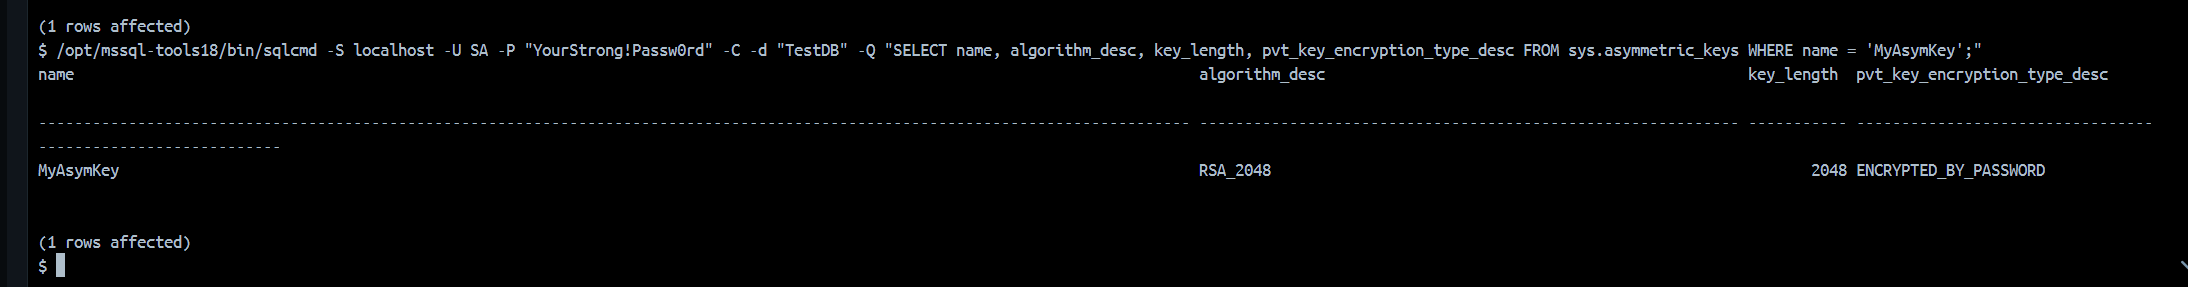 (1 rows affected)
$ /opt/mssql-tools18/bin/sqlcmd -S localhost -U SA -P "YourStrong!Passw0rd" -C -d "TestDB" -Q "SELECT name, algorithm_desc, key_length, pvt_key_encryption_type_desc FROM sys.asymmetric_keys WHERE name = 'MyAsymKey';"
name algorithm_desc key_length pvt_key_encryption_type_desc
-------------------------------------------------------------------------------------------------------------------------------- ------------------------------------------------------------ ----------- ---------------------------------
---------------------------
MyAsymKey RSA_2048 2048 ENCRYPTED_BY_PASSWORD
(1 rows affected)
$